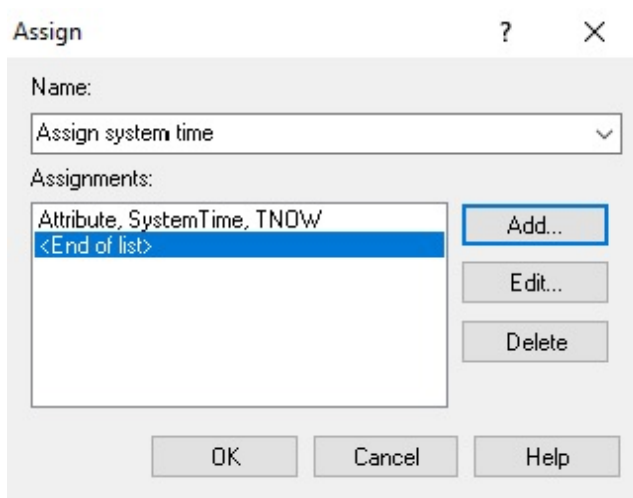 Assign ?
Name:
Assign system time
Assignments:
Attribute, SystemTime, TNOW
<End of list>
Add...
Edit...
Delete
OK Cancel Help